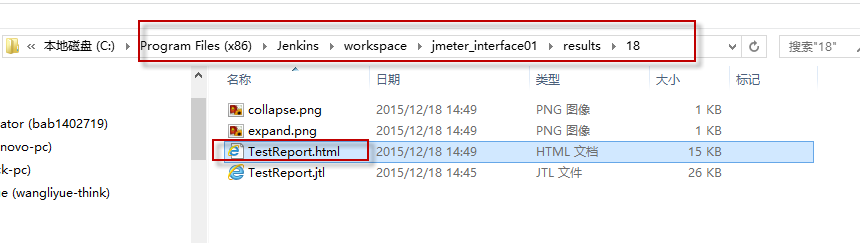 本地磁盘 (C:) Program Files (x86) Jenkins workspace jmeter_interface01 results 18 搜索"18"
名称 日期 类型 大小 标记
collapse.png 2015/12/18 14:49 PNG 图像 1 KB
ator (bab1402719) expand.png 2015/12/18 14:49 PNG 图像 1 KB
novo-pc) TestReport.html 2015/12/18 14:49 HTML 文档 15 KB
ck-pc) TestReport.jtl 2015/12/18 14:45 JTL 文件 26 KB
ge (wangliyue-think)